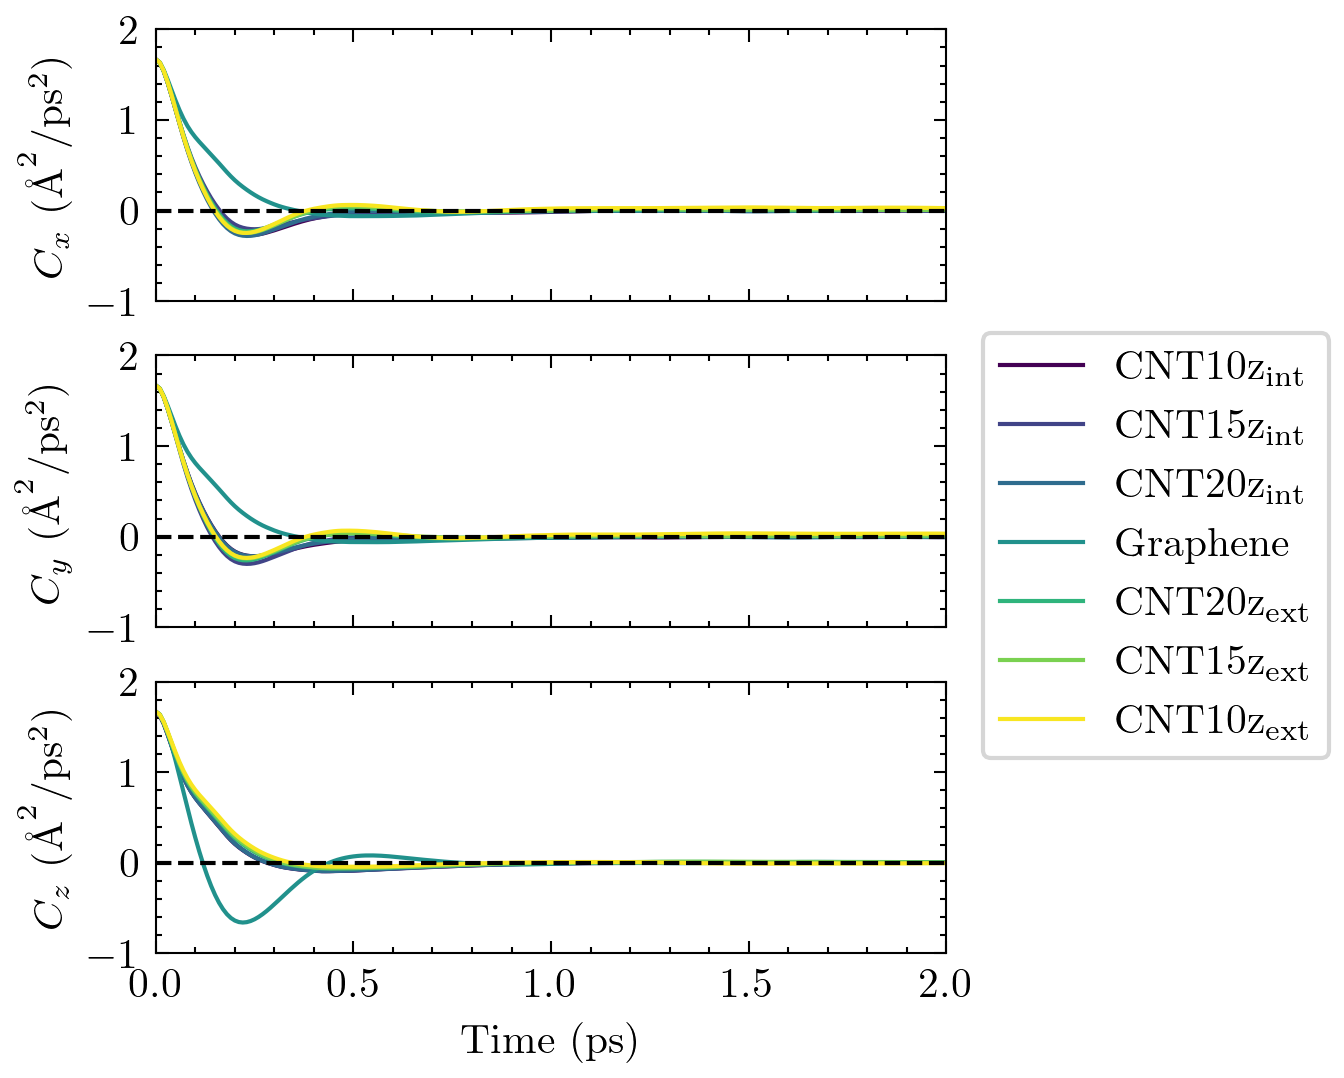 2
1
0
−1
C_x (Å^2/ps^2)
2
1
0
−1
C_y (Å^2/ps^2)
2
1
0
−1
C_z (Å^2/ps^2)
0.0 0.5 1.0 1.5 2.0
Time (ps)
CNT10z_int
CNT15z_int
CNT20z_int
Graphene
CNT20z_ext
CNT15z_ext
CNT10z_ext